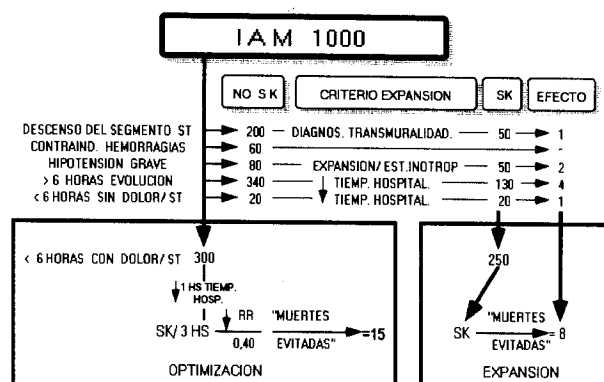 IAM 1000
NO SK CRITERIO EXPANSION SK EFECTO
DESCENSO DEL SEGMENTO ST 200 DIAGNOS. TRANSMURALIDAD. 50 1
CONTRAIND. HEMORRAGIAS 60 -
HIPOTENSION GRAVE 80 EXPANSION/EST.INOTROP 50 2
> 6 HORAS EVOLUCION 340 TIEMP. HOSPITAL. 130 4
< 6 HORAS SIN DOLOR/ST 20 TIEMP. HOSPITAL. 20 1
< 6 HORAS CON DOLOR/ST 300
250
1 HS TIEMP.
HOSP.
SK/3 HS RR "MUERTES =15
0,40 EVITADAS"
OPTIMIZACION
SK "MUERTES = 8
EVITADAS"
EXPANSION